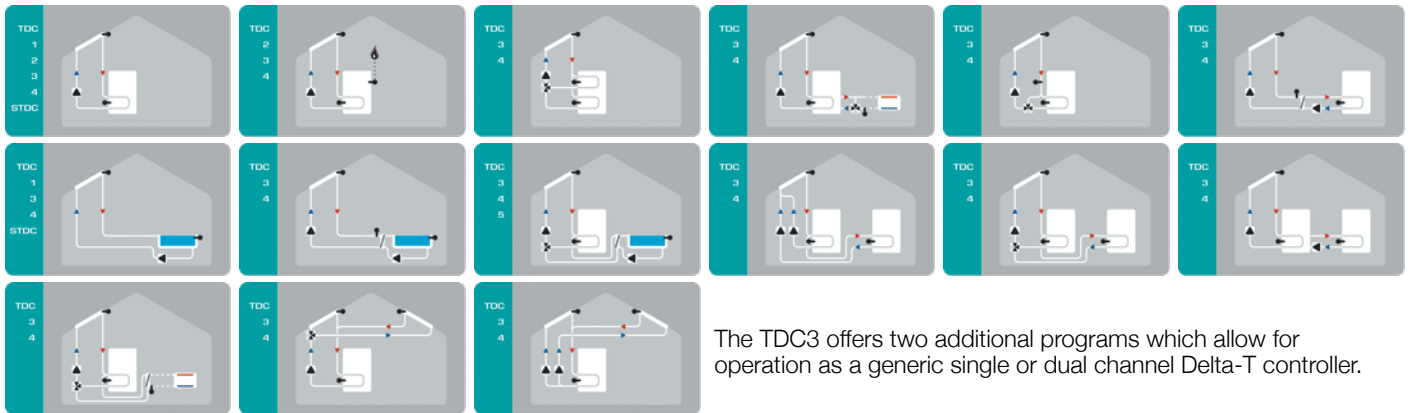 TDC
1
2
3
4
STDC
TDC
2
3
4
TDC
3
4
TDC
3
4
TDC
3
4
TDC
3
4
TDC
1
3
4
STDC
TDC
3
4
TDC
3
4
5
TDC
3
4
TDC
3
4
TDC
3
4
TDC
3
4
TDC
3
4
TDC
3
4
The TDC3 offers two additional programs which allow for
operation as a generic single or dual channel Delta-T controller.